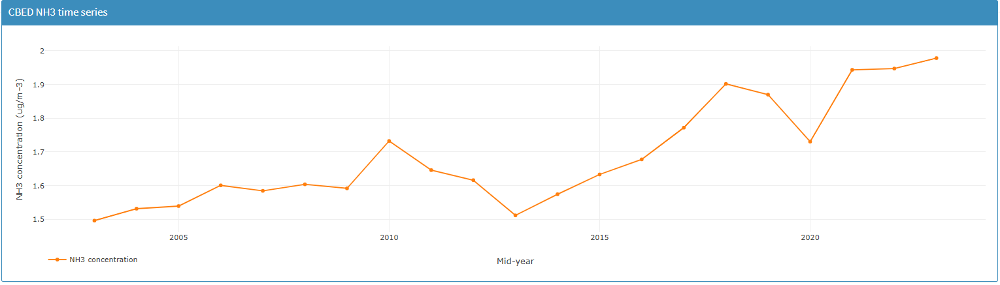 CBED NH3 time series
2
1.9
1.8
1.7
1.6
1.5
NH3 concentration (ug/m-3)
2005 2010 2015 2020
NH3 concentration
Mid-year